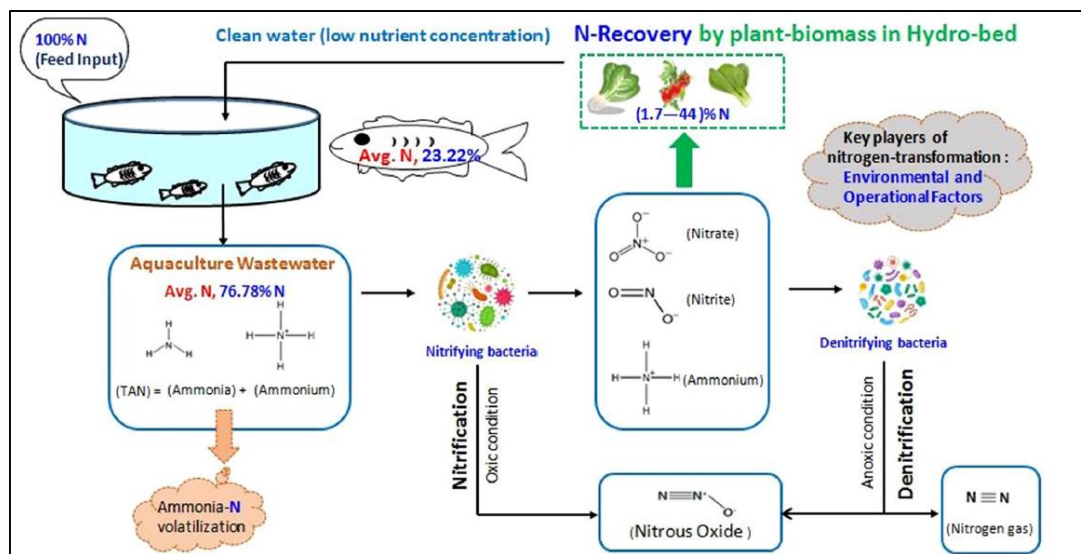 100% N
(Feed Input)
Clean water (low nutrient concentration)
N-Recovery by plant-biomass in Hydro-bed
(1.7—44)% N
Avg. N, 23.22%
Key players of
nitrogen-transformation :
Environmental and
Operational Factors
Aquaculture Wastewater
Avg. N, 76.78% N
H
N
H
H
H
H
N+
H
H
(TAN) = (Ammonia) + (Ammonium)
Ammonia-N
volatilization
Nitrifying bacteria
Nitrification
Oxic condition
O-
N+
O
O-
(Nitrate)
O
N
O-
(Nitrite)
H
H
N+
H
H
(Ammonium)
Denitrifying bacteria
Anoxic condition
Denitrification
N≡N+
O-
(Nitrous Oxide )
N≡N
(Nitrogen gas)